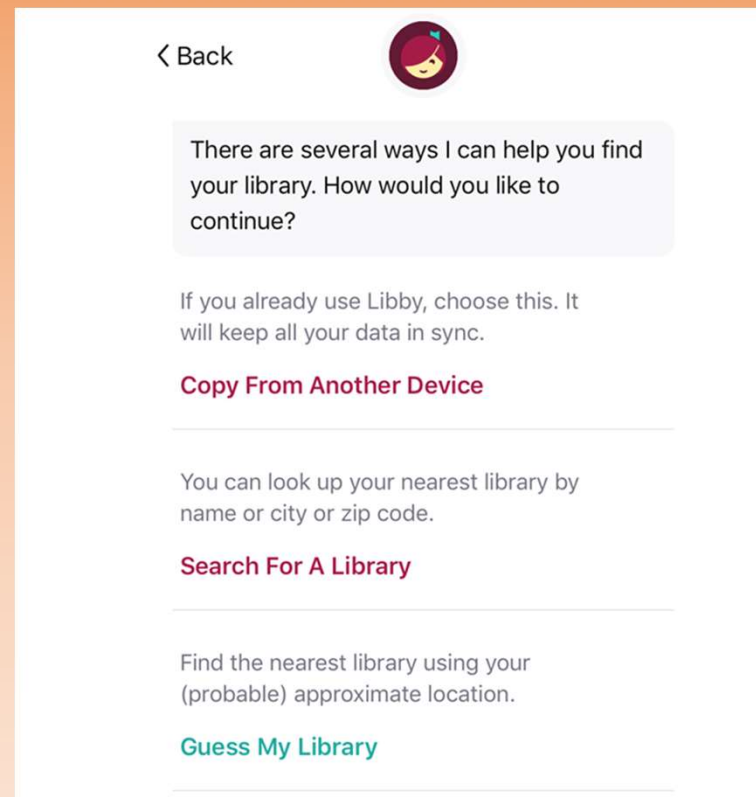 Back
There are several ways I can help you find
your library. How would you like to
continue?
If you already use Libby, choose this. It
will keep all your data in sync.
Copy From Another Device
You can look up your nearest library by
name or city or zip code.
Search For A Library
Find the nearest library using your
(probable) approximate location.
Guess My Library